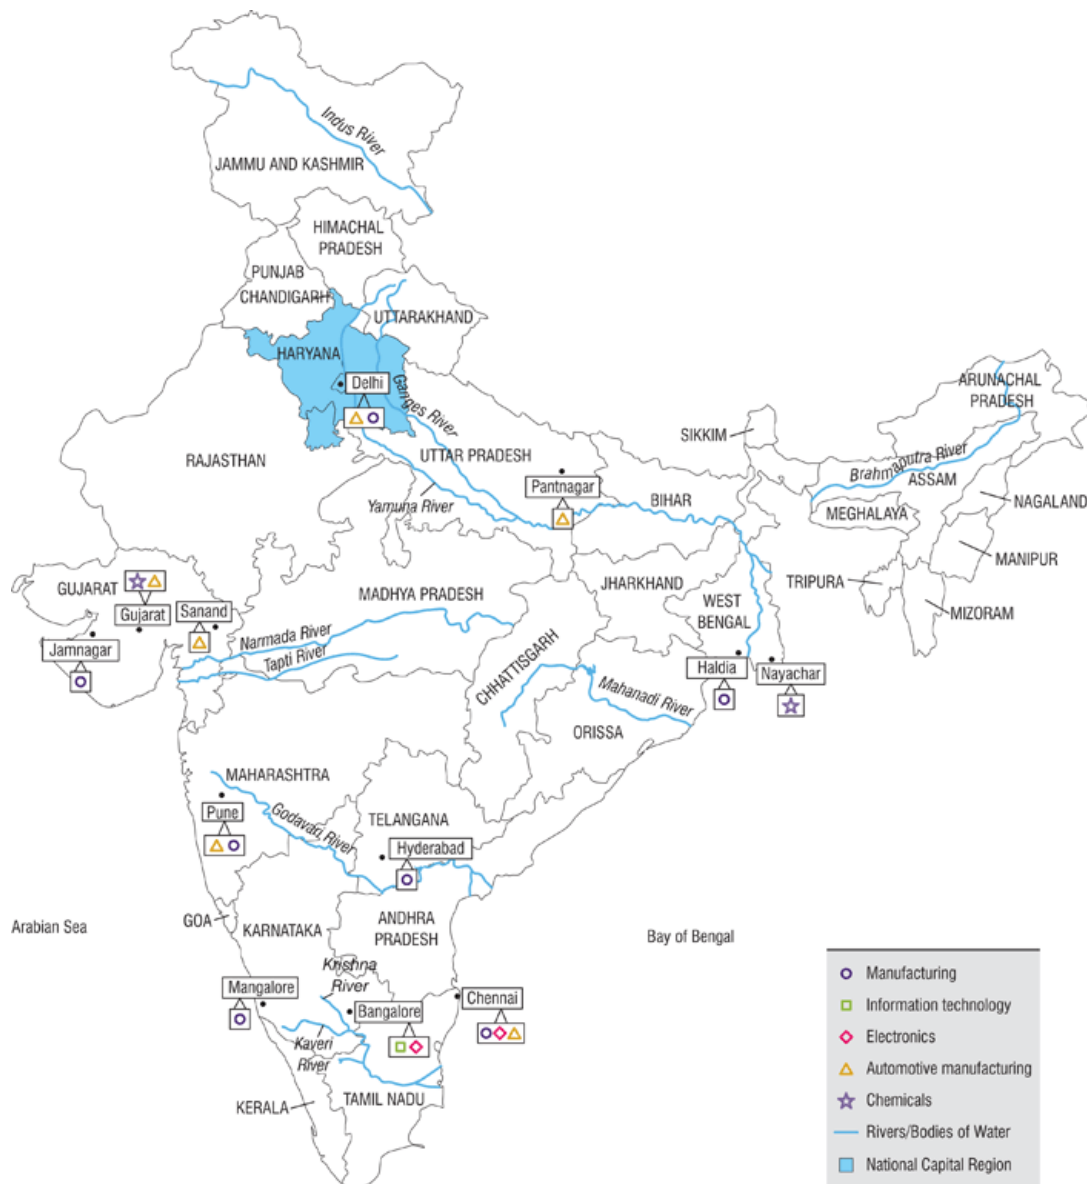 Indus River
JAMMU AND KASHMIR
HIMACHAL
PRADESH
PUNJAB
CHANDIGARH
UTTARAKHAND
HARYANA
Delhi
Ganges River
ARUNACHAL
PRADESH
SIKKIM
RAJASTHAN
UTTAR PRADESH
Brahmaputra River
ASSAM
Pantnagar
Yamuna River
BIHAR
NAGALAND
MEGHALAYA
MANIPUR
GUJARAT
JHARKHAND
TRIPURA
MADHYA PRADESH
WEST
BENGAL
MIZORAM
Gujarat
Sanand
Jamnagar
Narmada River
Tapti River
CHHATTISGARH
Haldia
Nayachar
Mahanadi River
ORISSA
MAHARASHTRA
Pune
Godavari River
TELANGANA
Hyderabad
GOA
Arabian Sea
KARNATAKA
ANDHRA
PRADESH
Bay of Bengal
Krishna
River
Mangalore
Bangalore
Chennai
Kaveri
River
KERALA
TAMIL NADU
Manufacturing
Information technology
Electronics
Automotive manufacturing
Chemicals
Rivers/Bodies of Water
National Capital Region